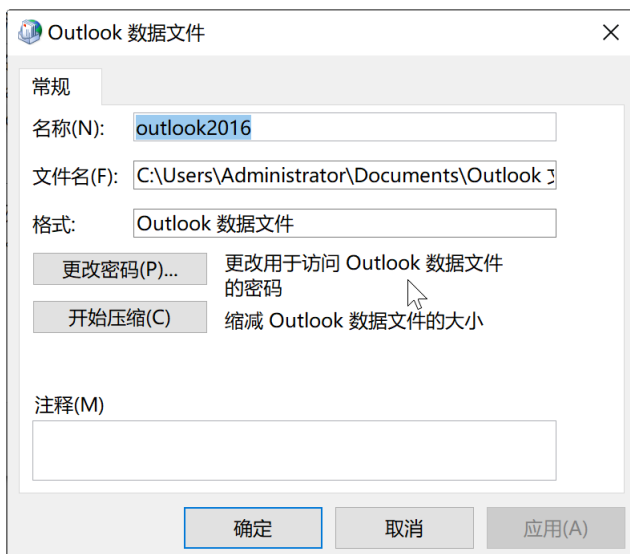 Outlook 数据文件
常规
名称(N): outlook2016
文件名(F): C:\Users\Administrator\Documents\Outlook
格式: Outlook 数据文件
更改密码(P)... 更改用于访问 Outlook 数据文件
的密码
开始压缩(C) 缩减 Outlook 数据文件的大小
注释(M)
确定 取消 应用(A)